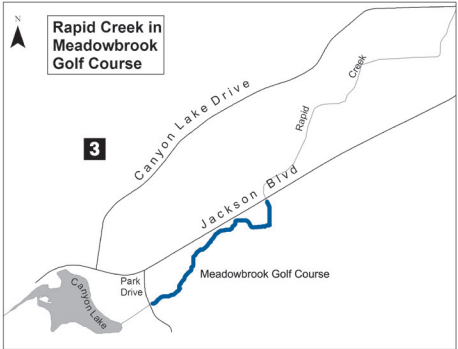 N
Rapid Creek in
Meadowbrook
Golf Course
Canyon Lake Drive
Creek
Rapid
3
Jackson Blvd
Meadowbrook Golf Course
Park
Drive
Canyon Lake